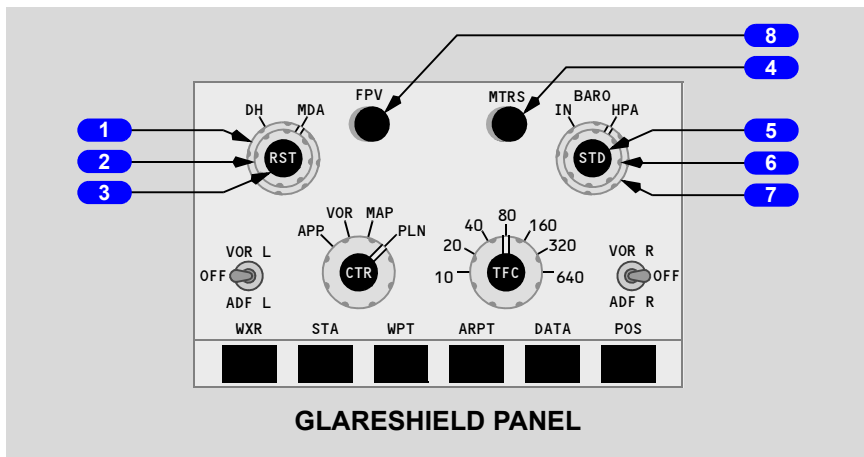 8
4
FPV
MTRS
BARO
DH
MDA
IN
HPA
1
2
3
RST
STD
5
6
7
APP
VOR
MAP
PLN
CTR
10
20
40
80
160
320
640
TFC
VOR L
OFF
ADF L
VOR R
OFF
ADF R
WXR
STA
WPT
ARPT
DATA
POS
GLARESHIELD PANEL